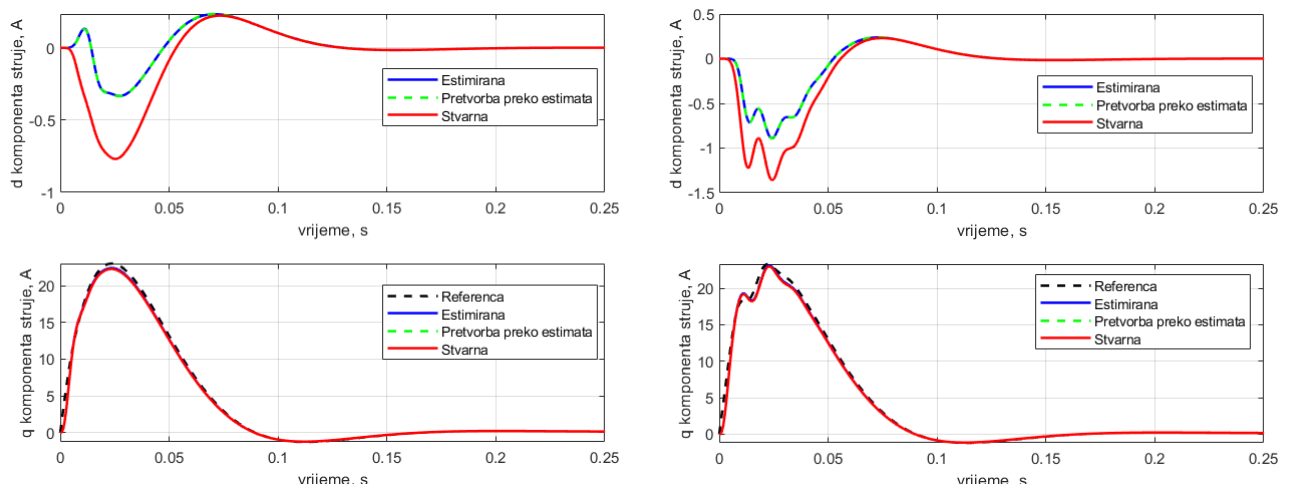 d komponenta struje, A
0
-0.5
-1
Estimirana
Pretvorba preko estimata
Stvarna
0 0.05 0.1 0.15 0.2 0.25
vrijeme, s
d komponenta struje, A
0.5
0
-0.5
-1
-1.5
Estimirana
Pretvorba preko estimata
Stvarna
0 0.05 0.1 0.15 0.2 0.25
vrijeme, s
q komponenta struje, A
20
15
10
5
0
Referenca
Estimirana
Pretvorba preko estimata
Stvarna
0 0.05 0.1 0.15 0.2 0.25
vrijeme, s
q komponenta struje, A
20
15
10
5
0
Referenca
Estimirana
Pretvorba preko estimata
Stvarna
0 0.05 0.1 0.15 0.2 0.25
vrijeme, s